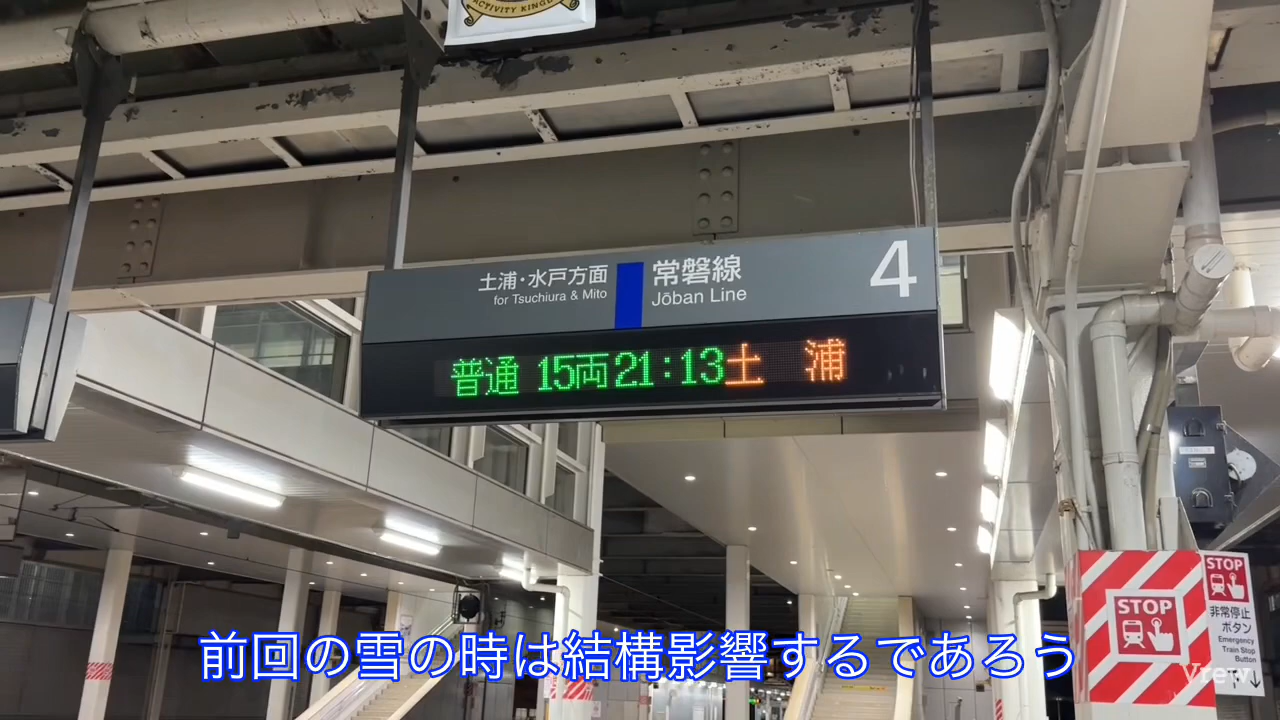 ACTIVITY KING
土浦・水戸方面
for Tsuchiura & Mito
常磐線
Jōban Line
4
普通 15両 21:13 土 浦
STOP
STOP
非常停止
ボタン
Emergency
Train Stop
Button
前回の雪の時は結構影響するであろう
Vrew